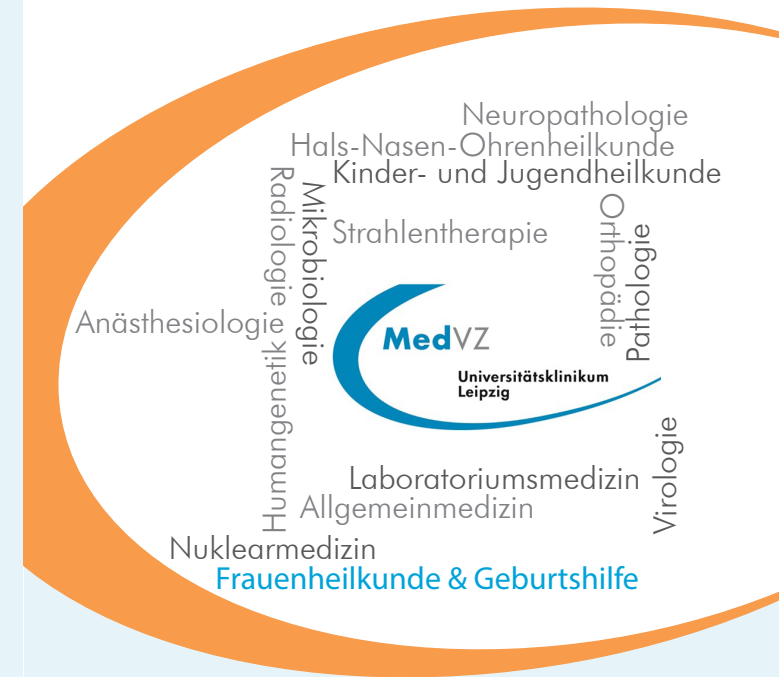 Neuropathologie
Hals-Nasen-Ohrenheilkunde
Kinder- und Jugendheilkunde
Radiologie
Mikrobiologie
Strahlentherapie
Orthopädie
Pathologie
Anästhesiologie
MedVZ
Universitätsklinikum
Leipzig
Humangenetik
Laboratoriumsmedizin
Virologie
Allgemeinmedizin
Nuklearmedizin
Frauenheilkunde & Geburtshilfe